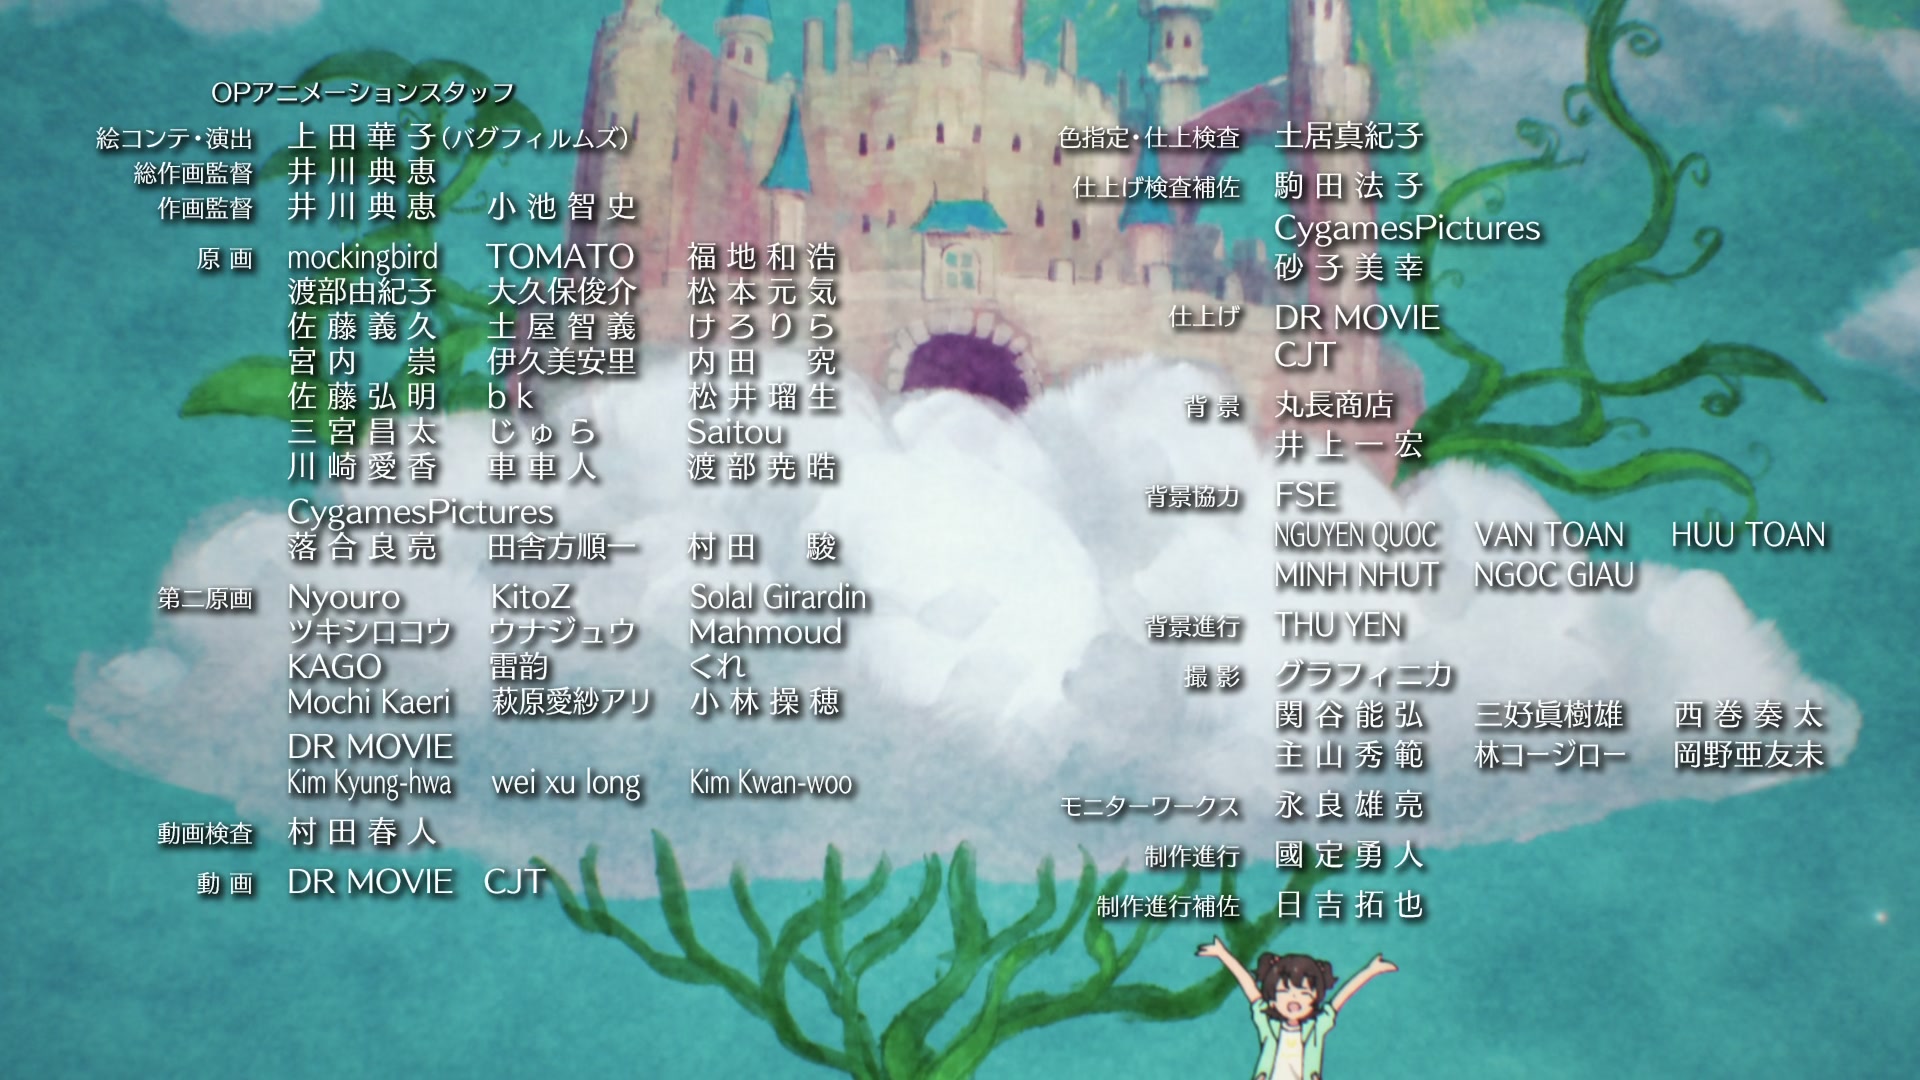 OPアニメーションスタッフ
絵コンテ・演出 上田華子(バグフィルムズ)
総作画監督 井川典恵
作画監督 井川典恵 小池智史
原画 mockingbird TOMATO 福地和浩
渡部由紀子 大久保俊介 松本元気
佐藤義久 土屋智義 けろりら
宮内崇 伊久美安里 内田究
佐藤弘明 bk 松井瑠生
三宮昌太 じゅら Saitou
川崎愛香 車車人 渡部尭晧
CygamesPictures
落合良亮 田舎方順一 村田駿
第二原画 Nyouro KitoZ Solal Girardin
ツキシロコウ ウナジュウ Mahmoud
KAGO 雷韵 くれ
Mochi Kaeri 萩原愛紗アリ 小林操穂
DR MOVIE
Kim Kyung-hwa wei xu long Kim Kwan-woo
動画検査 村田春人
動画 DR MOVIE CJT
色指定・仕上検査 土居真紀子
仕上げ検査補佐 駒田法子
CygamesPictures
砂子美幸
仕上げ DR MOVIE
CJT
背景 丸長商店
井上一宏
背景協力 FSE
NGUYEN QUOC VAN TOAN HUU TOAN
MINH NHUT NGOC GIAU
背景進行 THU YEN
撮影 グラフィニカ
関谷能弘 三好眞樹雄 西巻奏太
主山秀範 林コージロー 岡野亜友未
モニターワークス 永良雄亮
制作進行 國定勇人
制作進行補佐 日吉拓也